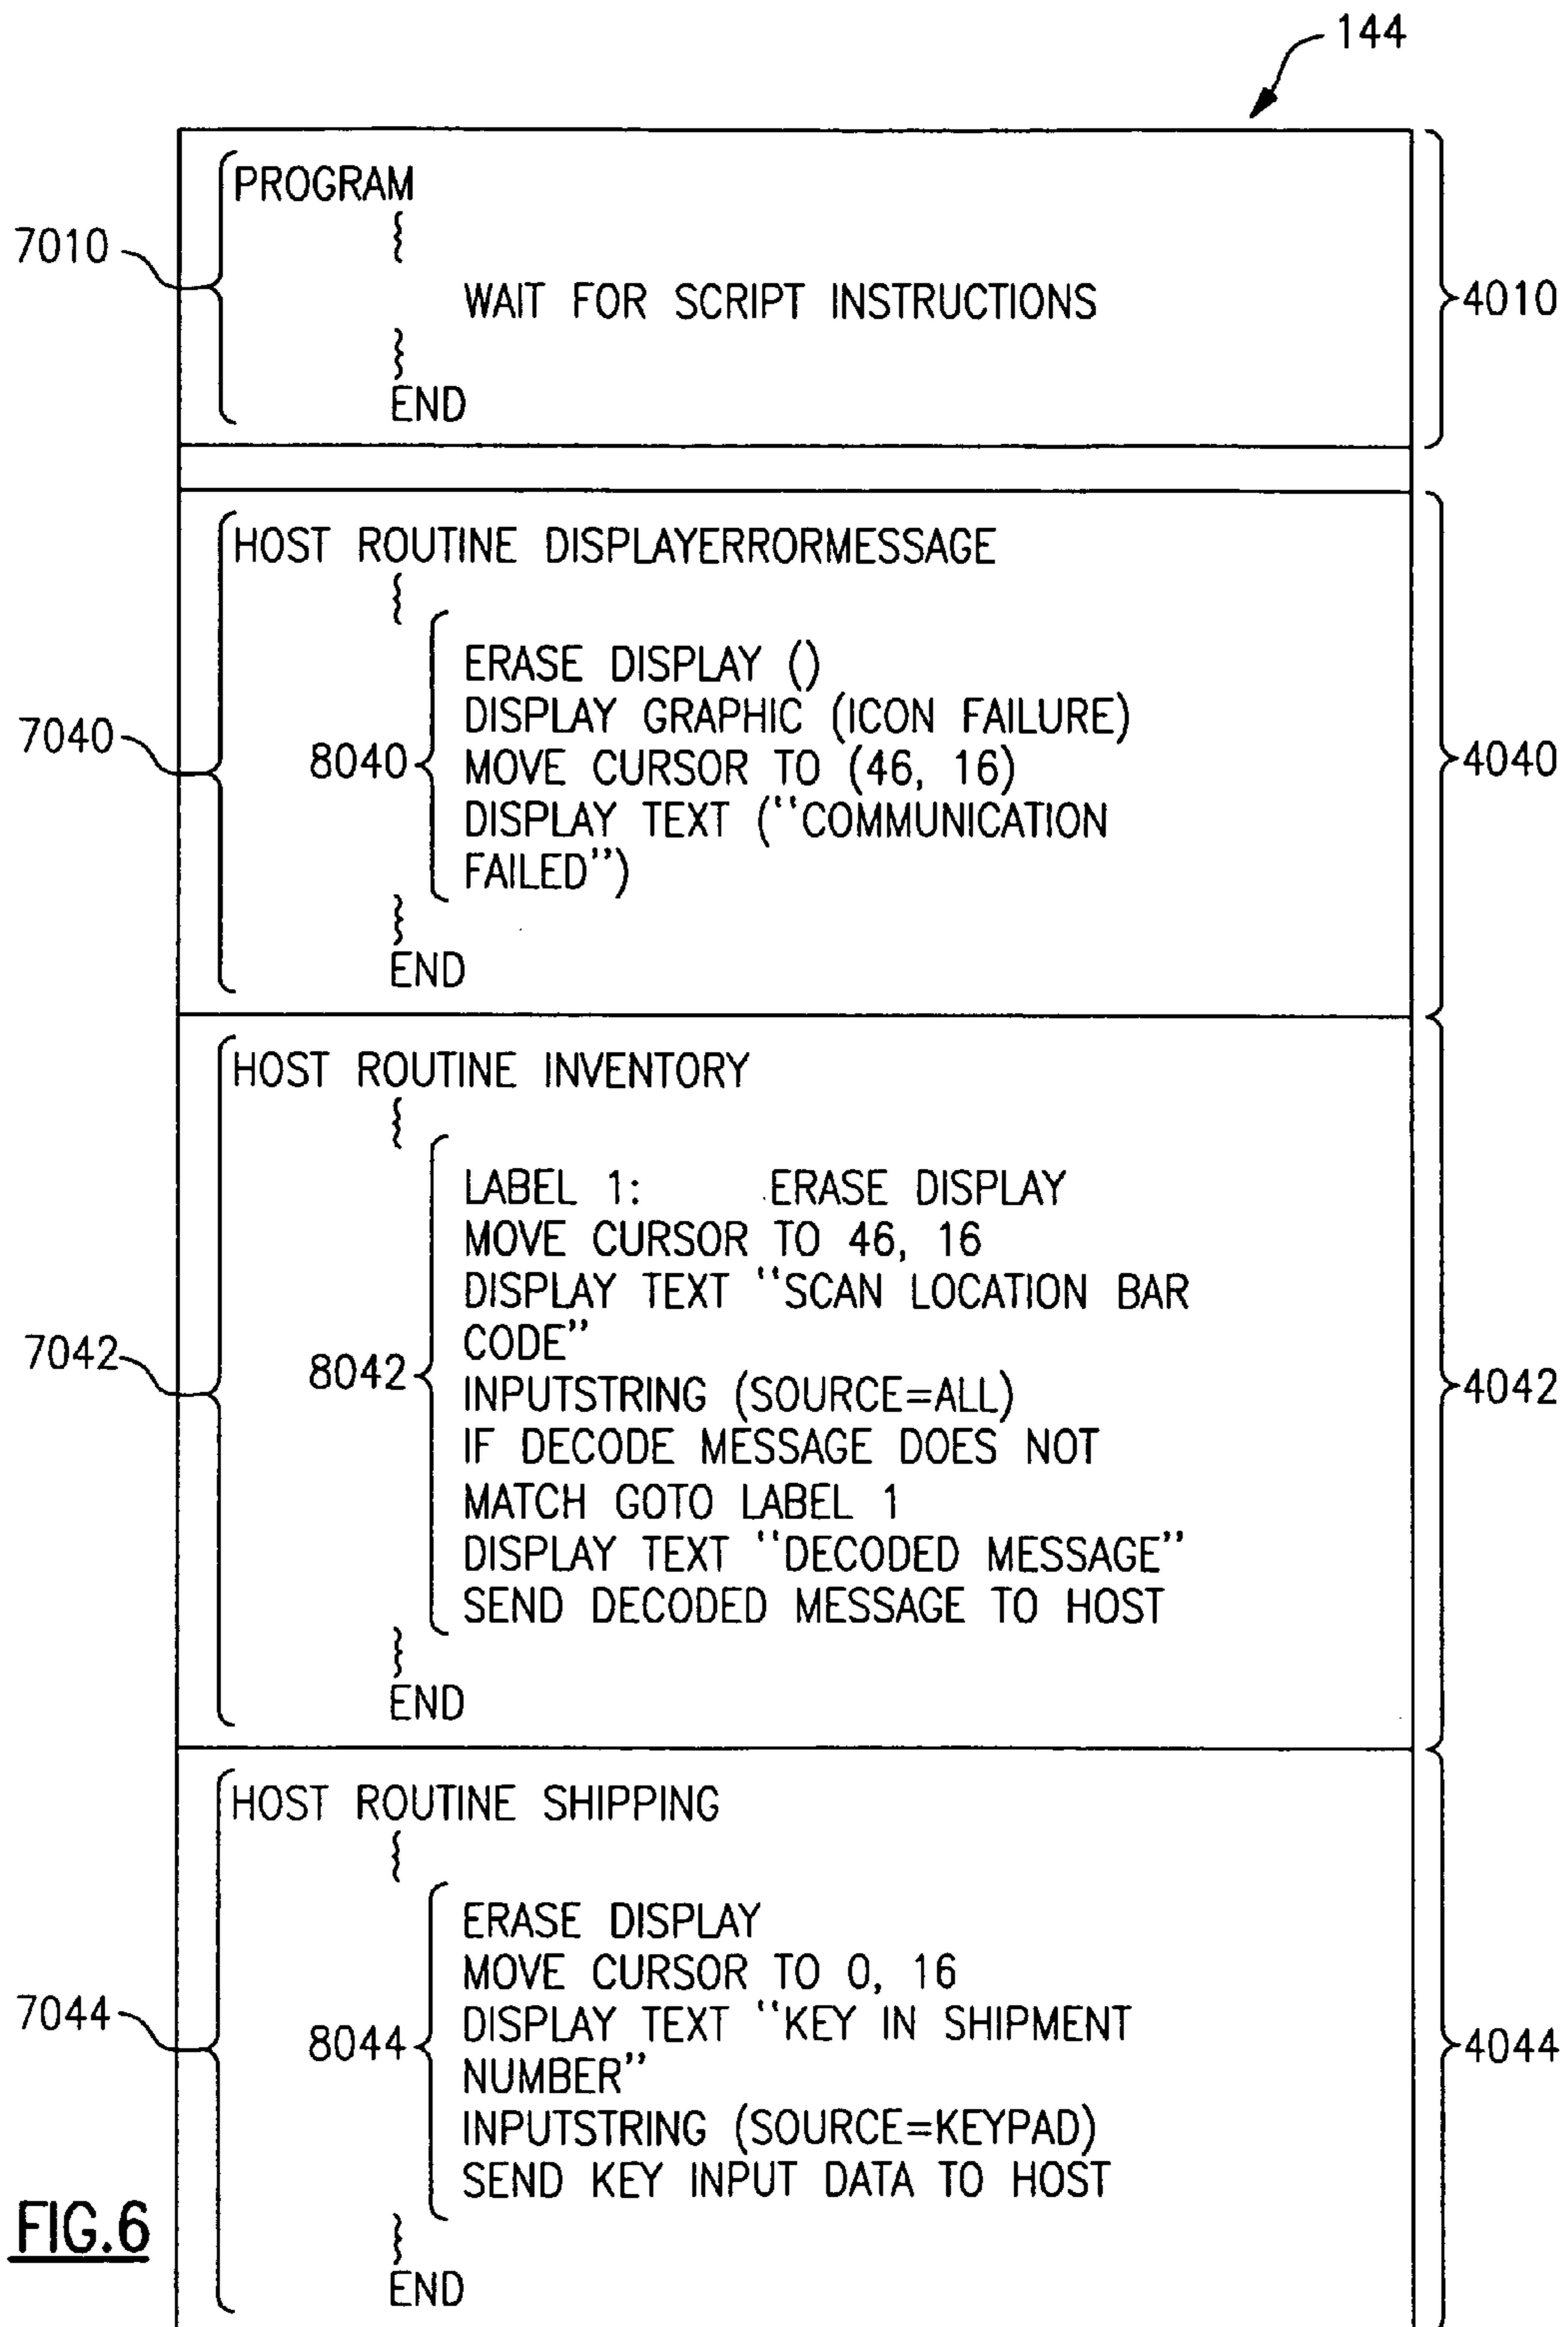 144
PROGRAM
{
7010
WAIT FOR SCRIPT INSTRUCTIONS
4010
}
END
HOST ROUTINE DISPLAYERRORMESSAGE
{
ERASE DISPLAY ()
DISPLAY GRAPHIC (ICON FAILURE)
7040
8040
MOVE CURSOR TO (46, 16)
4040
DISPLAY TEXT ("COMMUNICATION
FAILED")
}
END
HOST ROUTINE INVENTORY
{
LABEL 1: ERASE DISPLAY
MOVE CURSOR TO 46, 16
DISPLAY TEXT "SCAN LOCATION BAR
CODE"
7042
8042
INPUTSTRING (SOURCE=ALL)
4042
IF DECODE MESSAGE DOES NOT
MATCH GOTO LABEL 1
DISPLAY TEXT "DECODED MESSAGE"
SEND DECODED MESSAGE TO HOST
}
END
HOST ROUTINE SHIPPING
{
ERASE DISPLAY
MOVE CURSOR TO 0, 16
7044
DISPLAY TEXT "KEY IN SHIPMENT
8044
4044
NUMBER"
INPUTSTRING (SOURCE=KEYPAD)
SEND KEY INPUT DATA TO HOST
}
END
FIG.6